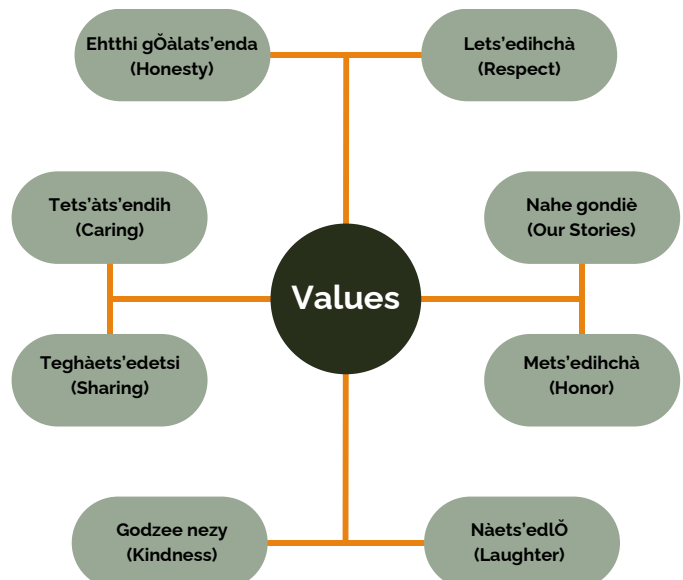 Ehtthi gǑàlats’enda
(Honesty)
Lets’edihchà
(Respect)
Tets’àts’endih
(Caring)
Nahe gondiè
(Our Stories)
Values
Teghàets’edetsi
(Sharing)
Mets’edihchà
(Honor)
Godzee nezy
(Kindness)
Nàets’edlǑ
(Laughter)